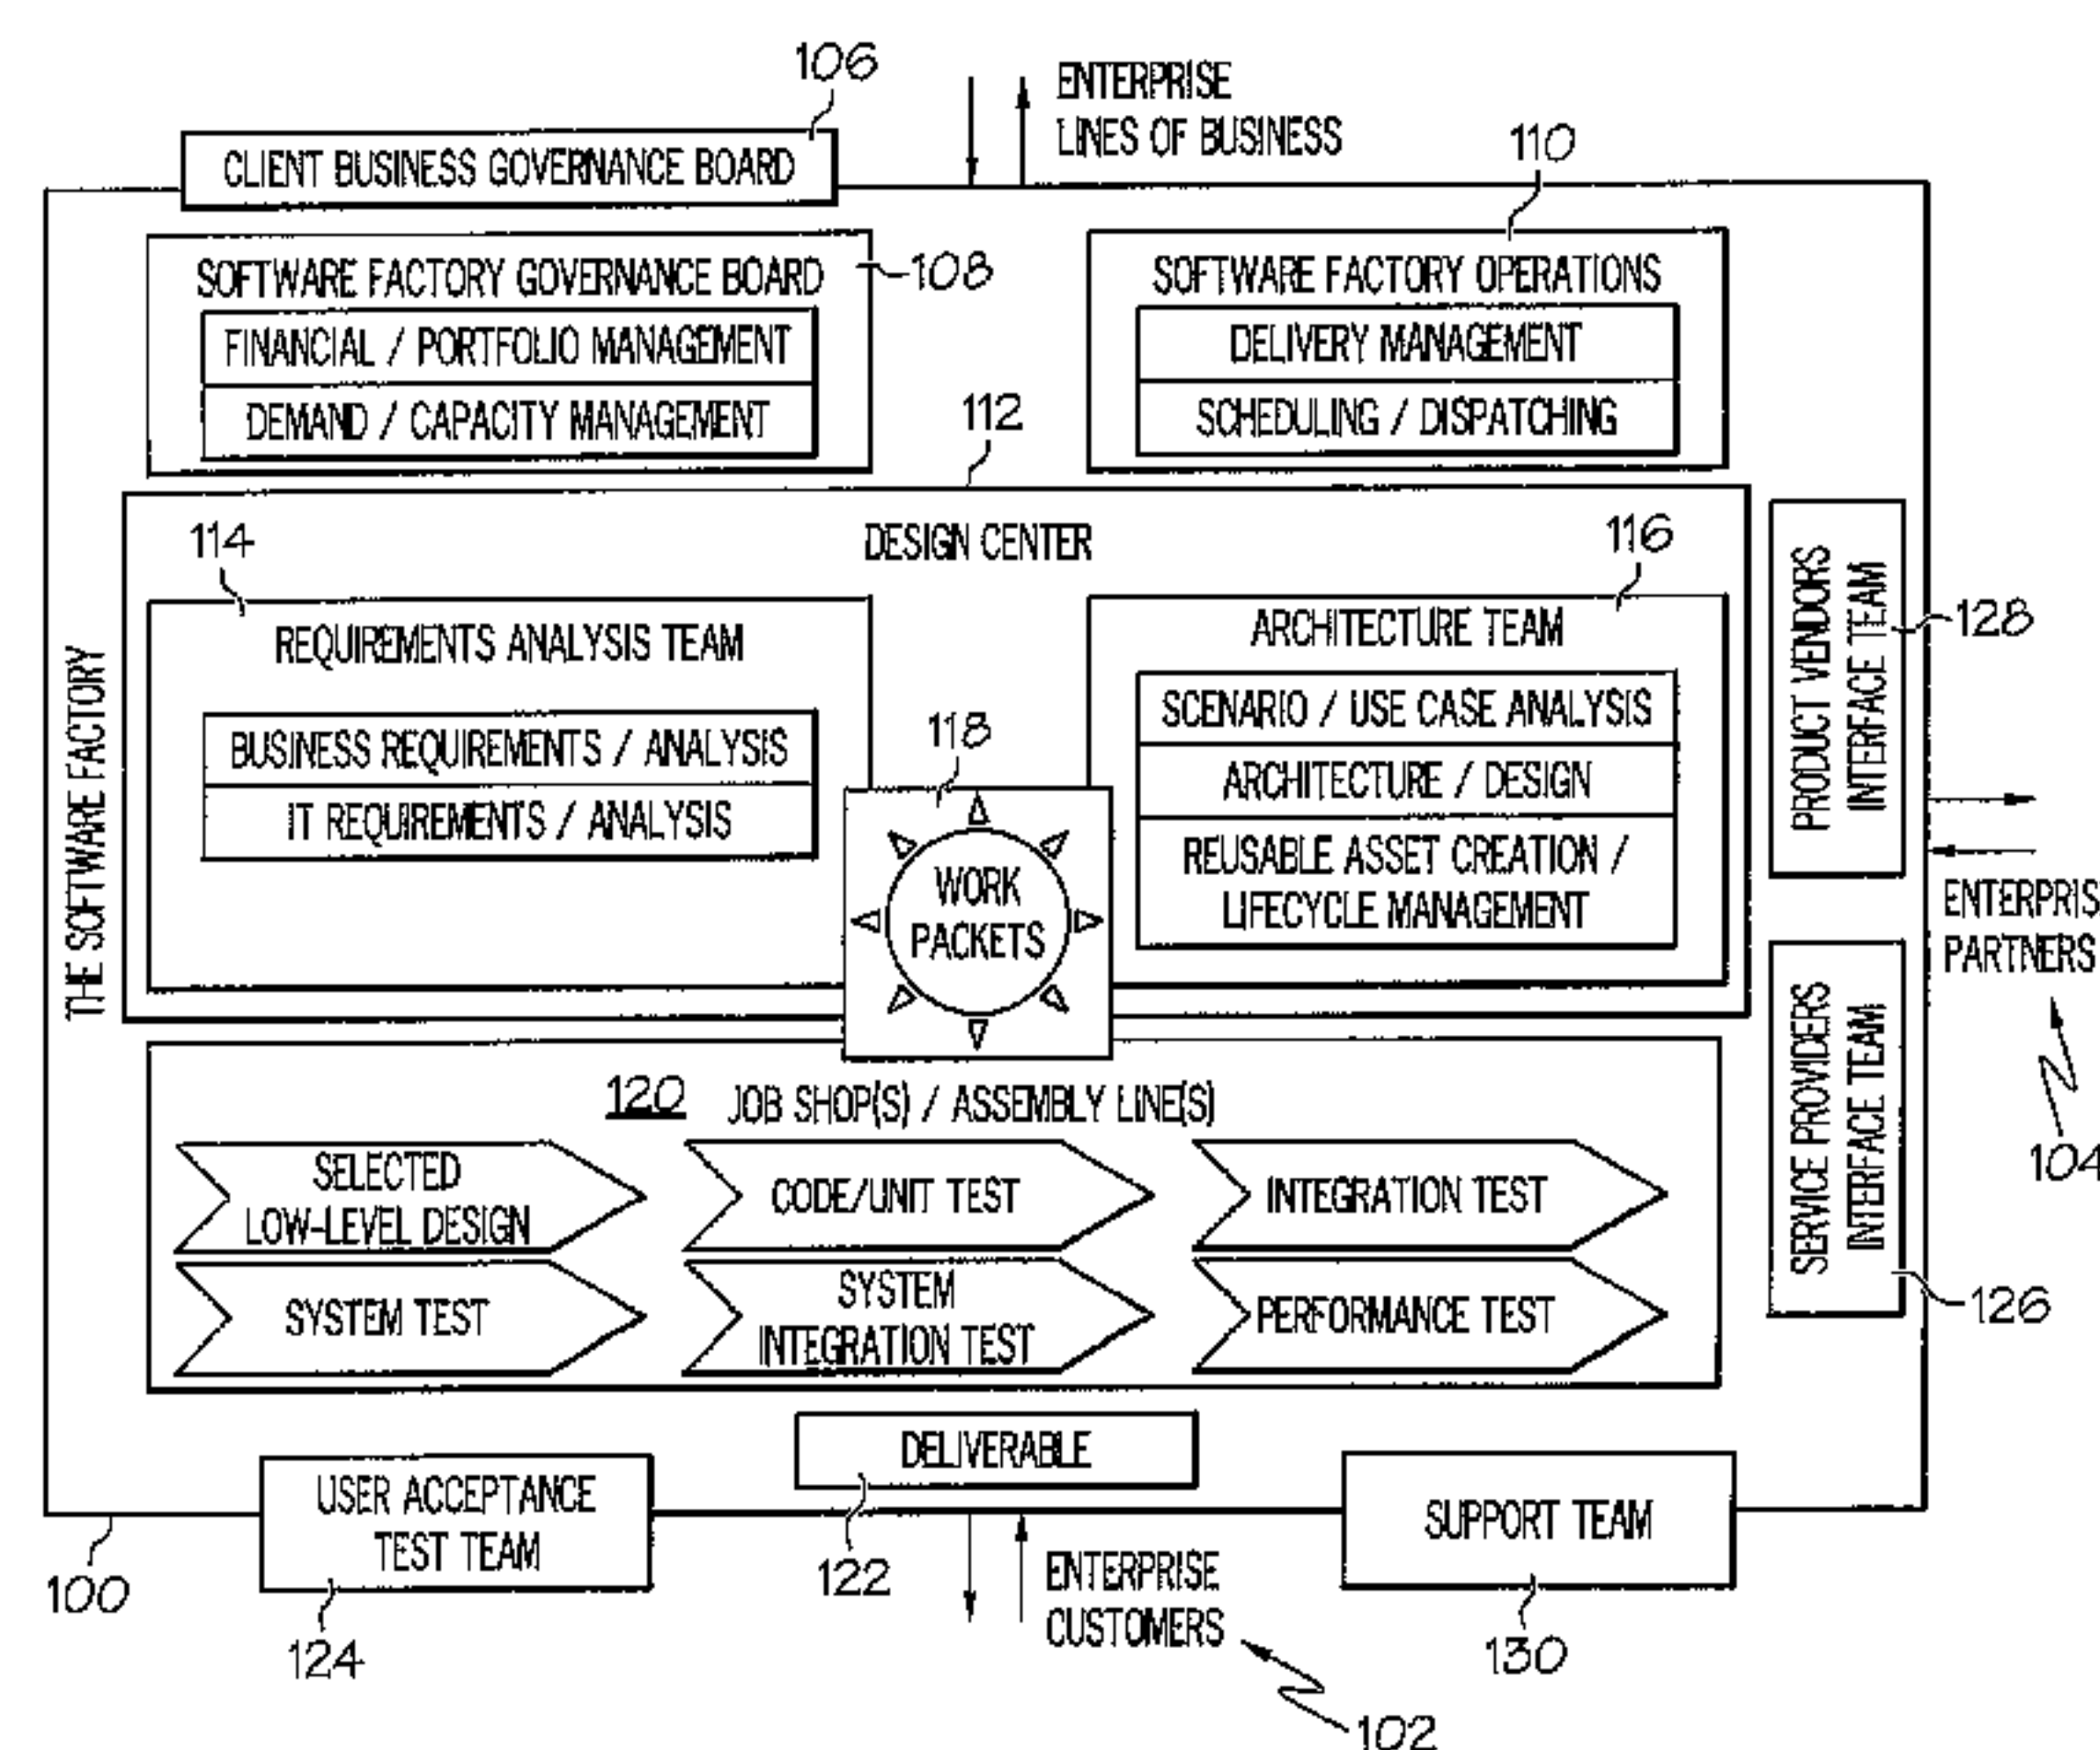 106
ENTERPRISE
LINES OF BUSINESS
110
CLIENT BUSINESS GOVERNANCE BOARD
SOFTWARE FACTORY GOVERNANCE BOARD
108
FINANCIAL / PORTFOLIO MANAGEMENT
DEMAND / CAPACITY MANAGEMENT
SOFTWARE FACTORY OPERATIONS
DELIVERY MANAGEMENT
SCHEDULING / DISPATCHING
112
DESIGN CENTER
114
REQUIREMENTS ANALYSIS TEAM
BUSINESS REQUIREMENTS / ANALYSIS
IT REQUIREMENTS / ANALYSIS
116
ARCHITECTURE TEAM
SCENARIO / USE CASE ANALYSIS
ARCHITECTURE / DESIGN
REUSABLE ASSET CREATION /
LIFECYCLE MANAGEMENT
118
WORK
PACKETS
THE SOFTWARE FACTORY
PRODUCT VENDORS
INTERFACE TEAM
128
ENTERPRIS
PARTNERS
104
SERVICE PROVIDERS
INTERFACE TEAM
126
120
JOB SHOP(S) / ASSEMBLY LINE(S)
SELECTED
LOW-LEVEL DESIGN
CODE/UNIT TEST
INTEGRATION TEST
SYSTEM TEST
SYSTEM
INTEGRATION TEST
PERFORMANCE TEST
DELIVERABLE
122
USER ACCEPTANCE
TEST TEAM
124
100
SUPPORT TEAM
130
ENTERPRISE
CUSTOMERS
102